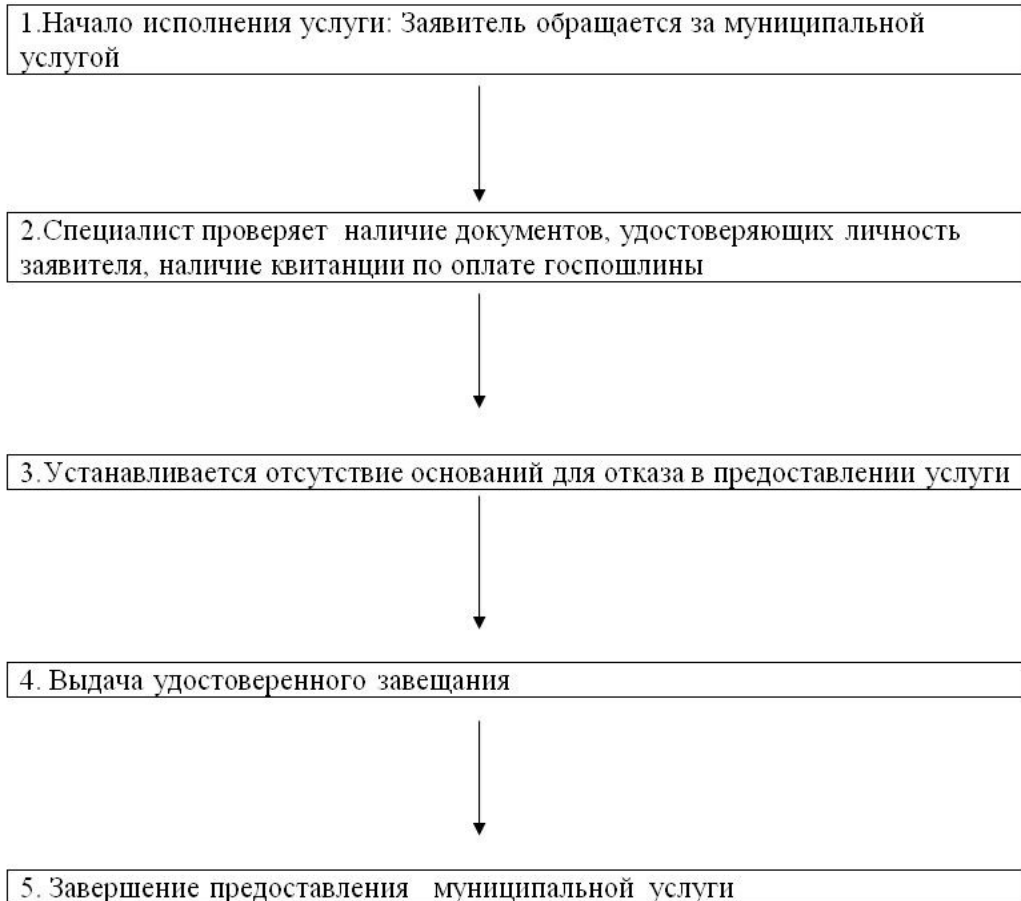 1.Начало исполнения услуги: Заявитель обращается за муниципальной
услугой
2.Специалист проверяет наличие документов, удостоверяющих личность
заявителя, наличие квитанции по оплате госпошлины
3.Устанавливается отсутствие оснований для отказа в предоставлении услуги
4. Выдача удостоверенного завещания
5. Завершение предоставления муниципальной услуги